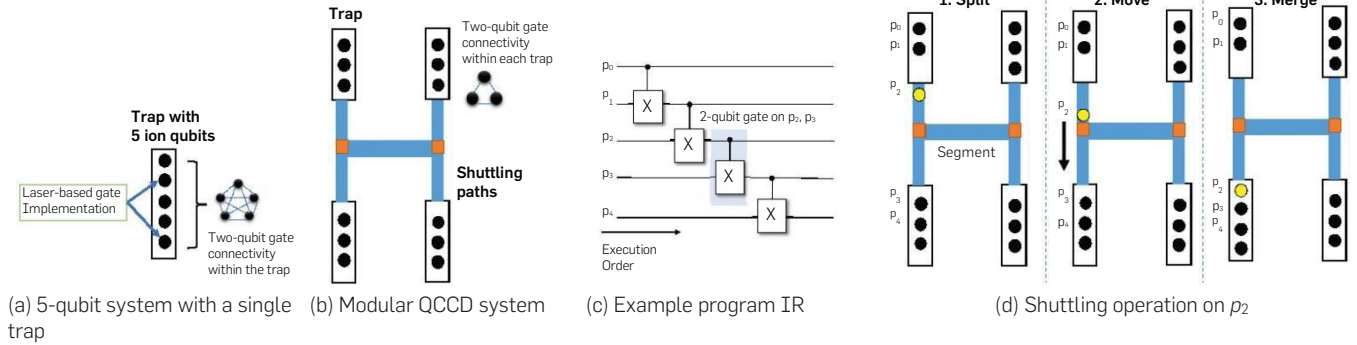 Trap with
5 ion qubits
Laser-based gate
Implementation
Two-qubit gate
connectivity
within the trap
(a) 5-qubit system with a single
trap
Trap
Two-qubit gate
connectivity
within each trap
Shuttling
paths
(b) Modular QCCD system
p0
p1
p2
p3
p4
X
X
X
X
2-qubit gate on p2, p3
Execution
Order
(c) Example program IR
1. Split
p0
p1
p2
Segment
p3
p4
2. Move
p0
p1
p2
p3
p4
3. Merge
p0
p1
p2
p3
p4
(d) Shuttling operation on p2